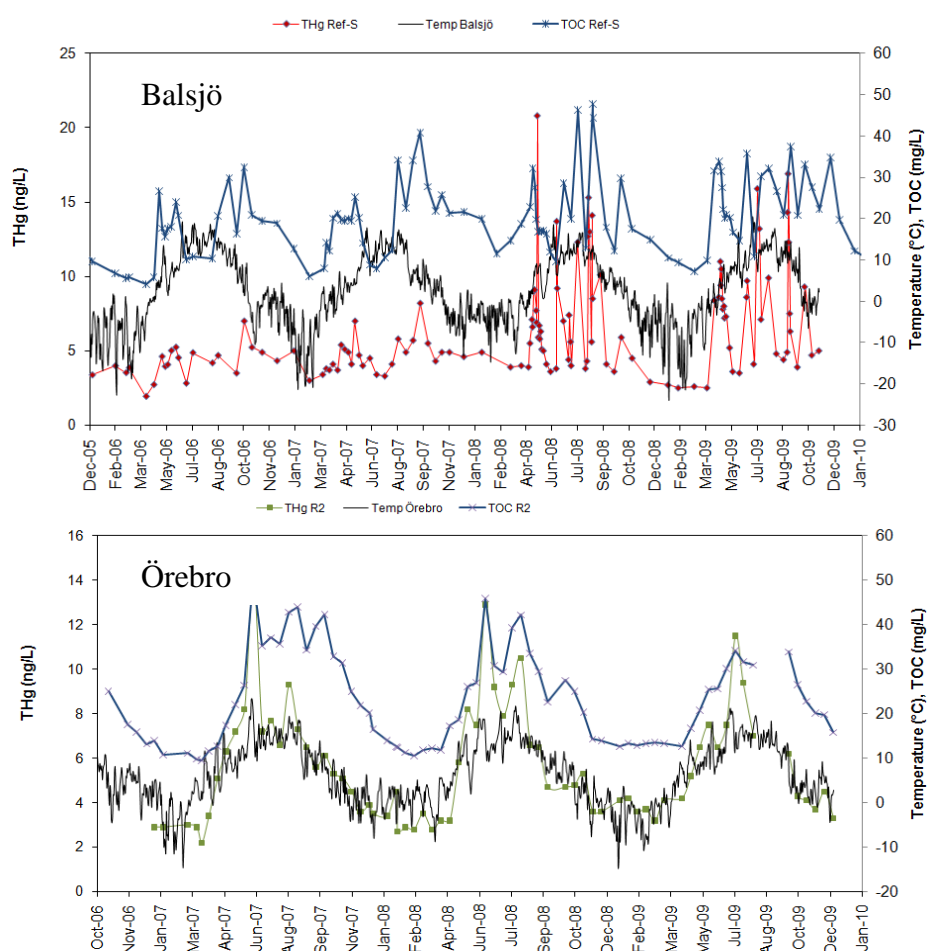 THg Ref-S Temp Balsjö TOC Ref-S
25 60
Balsjö
50
20 40
30
15 20
10
10 0
-10
5 -20
0 -30
THg (ng/L)
Temperature (°C), TOC (mg/L)
Dec-05 Feb-06 Mar-06 May-06 Jul-06 Aug-06 Oct-06 Dec-06 Jan-07 Mar-07 Apr-07 Jun-07 Aug-07 Sep-07 Nov-07 Jan-08 Feb-08 Apr-08 May-08 Jul-08 Sep-08 Oct-08 Dec-08 Feb-09 Mar-09 May-09 Jul-09 Aug-09 Oct-09 Dec-09 Jan-10
THg R2 Temp Örebro TOC R2
16 60
Örebro
14 50
12 40
10 30
8 20
6 10
4 0
2 -10
0 -20
THg (ng/L)
Temperature (°C), TOC (mg/L)
Oct-06 Nov-06 Jan-07 Mar-07 Apr-07 Jun-07 Aug-07 Sep-07 Nov-07 Jan-08 Feb-08 Apr-08 Jun-08 Jul-08 Sep-08 Oct-08 Dec-08 Feb-09 Mar-09 May-09 Jul-09 Aug-09 Oct-09 Dec-09 Jan-10